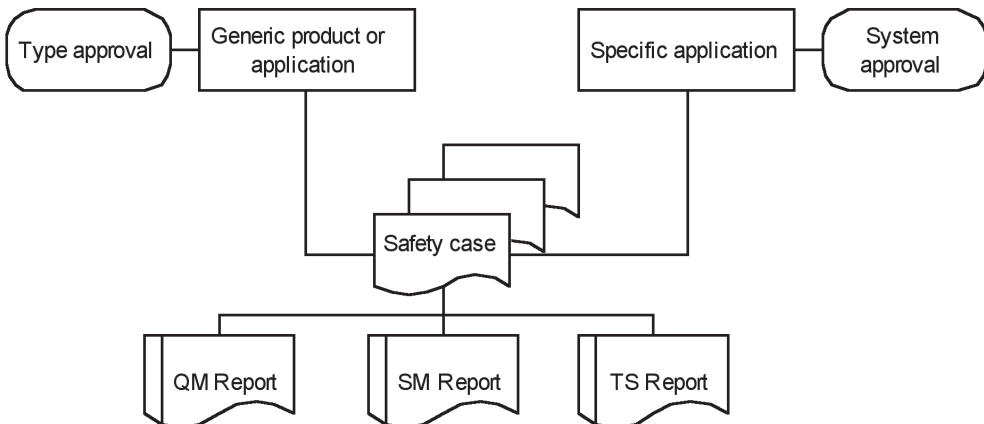 Type approval
Generic product or
application
Specific application
System
approval
Safety case
QM Report
SM Report
TS Report